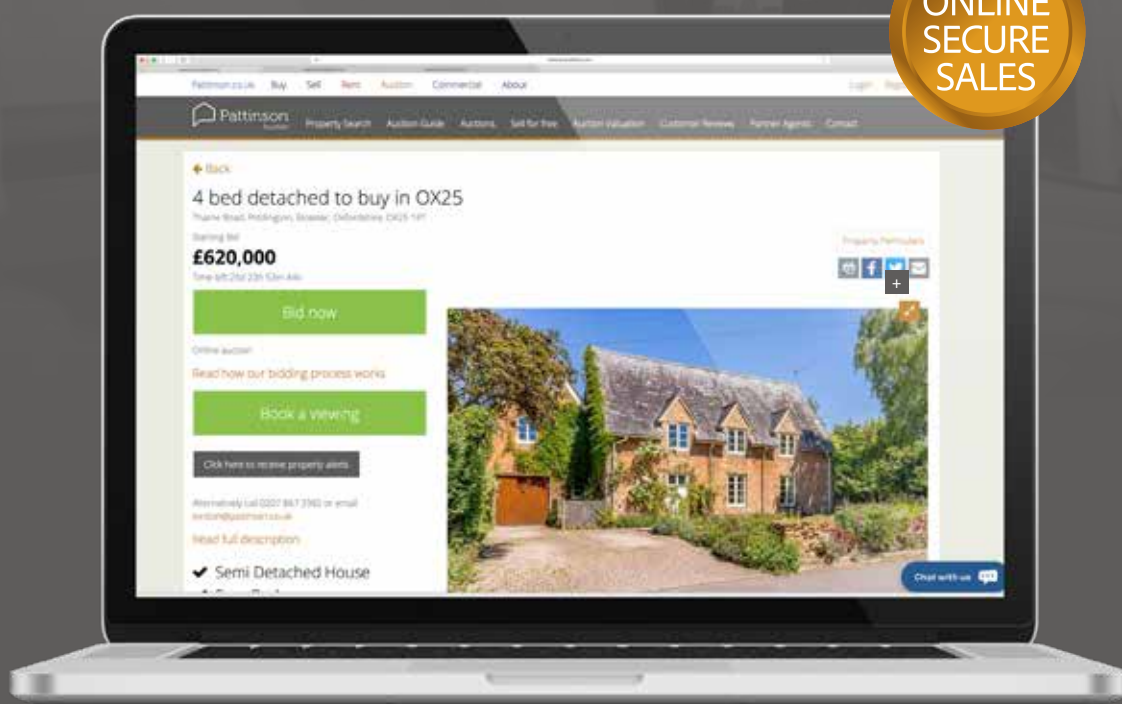 ONLINE
SECURE
SALES
Pattinson.co.uk Buy Sell Rent Auction Commercial About Login
Pattinson
Auction
Property Search Auction Guide Auctions Sell for free Auction Valuation Customer Reviews Partner Agents Contact
Back
4 bed detached to buy in OX25
Starting Bid
£620,000
Bid now
Online auction
Read how our bidding process works
Book a viewing
Click here to receive property alerts
Property Particulars
+
Read full description
Semi Detached House
Chat with us